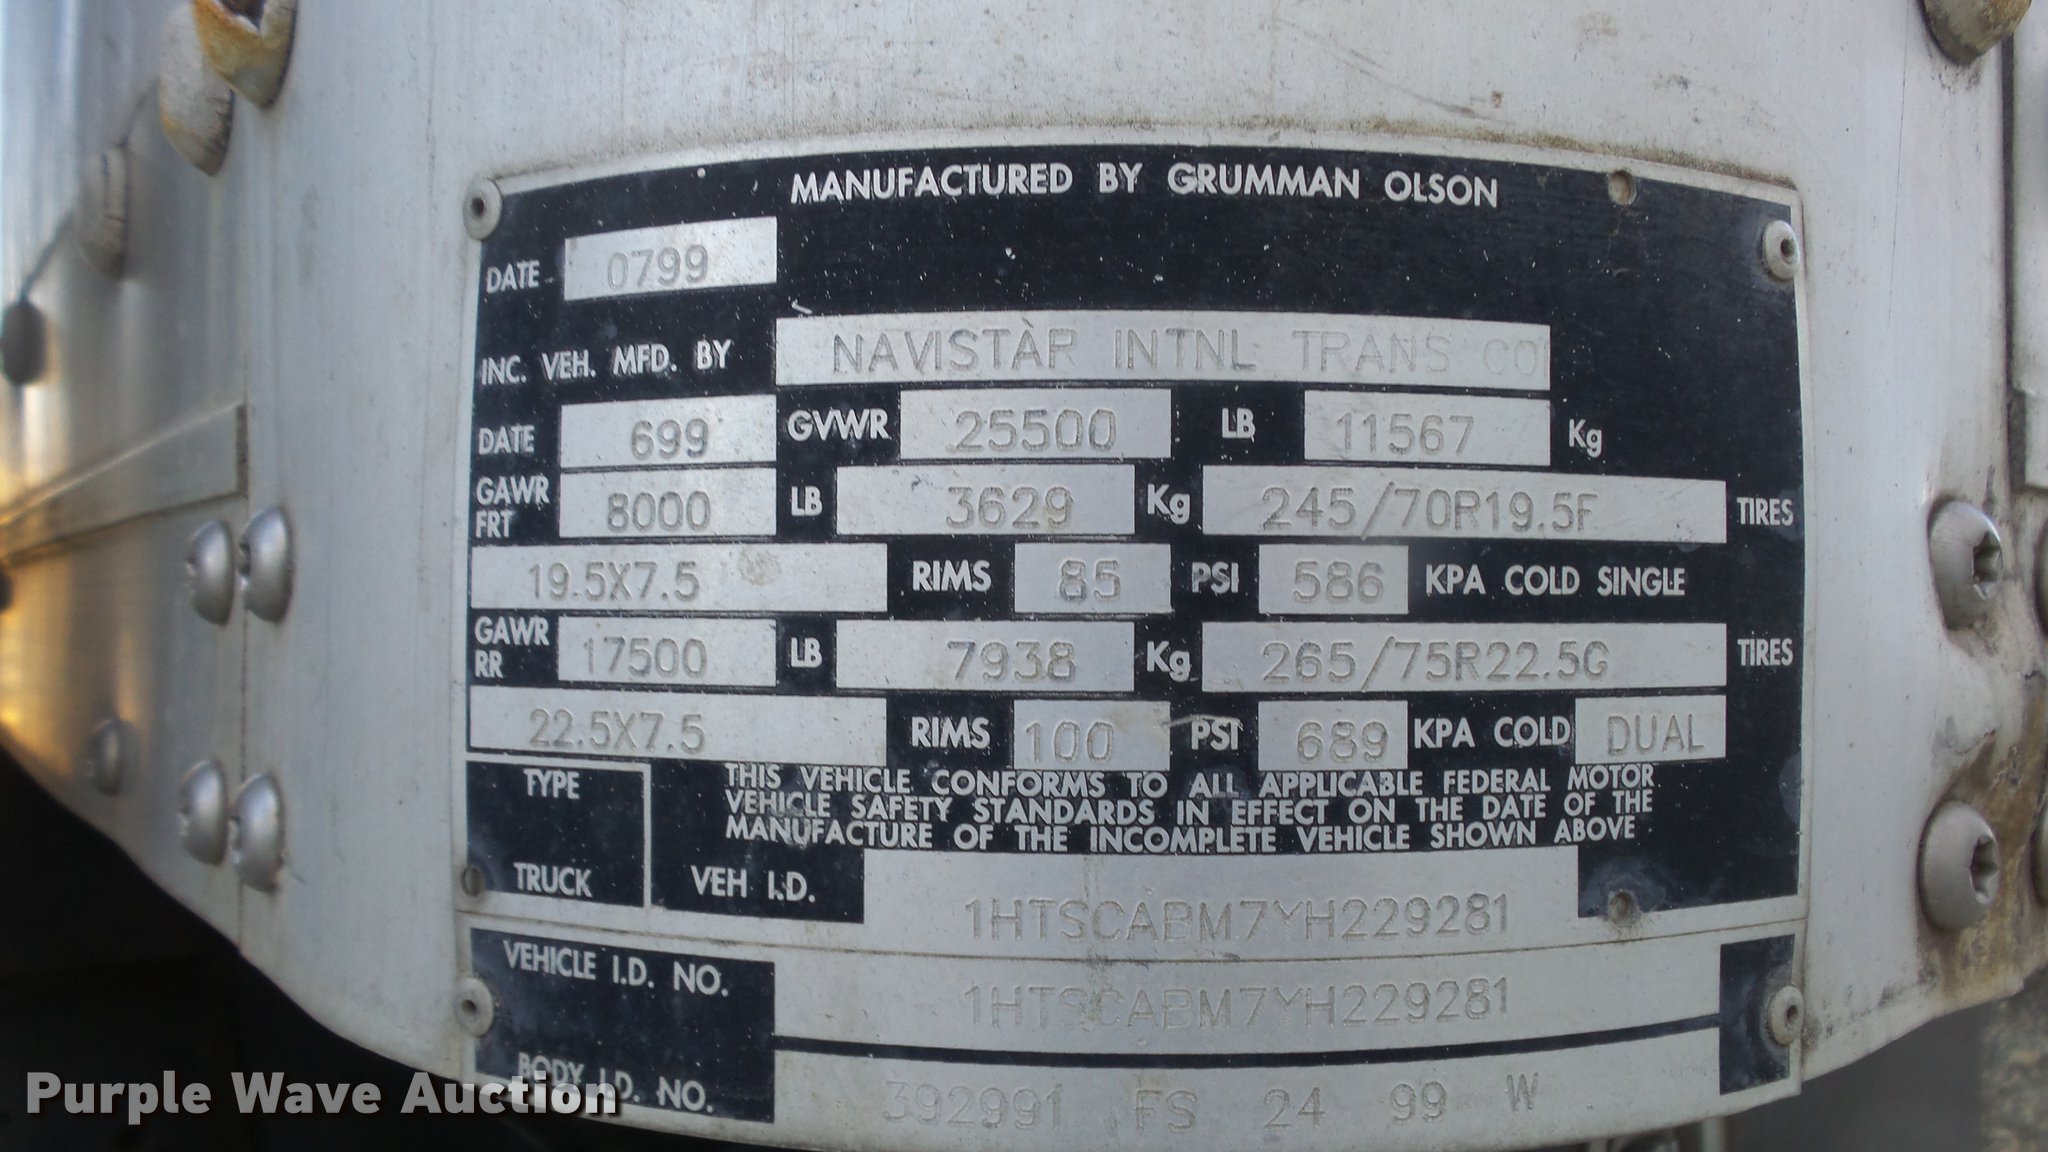 MANUFACTURED BY GRUMMAN OLSON
DATE 0799
INC. VEH. MFD. BY NAVISTAR INTNL TRANS CO
DATE 699 GVWR 25500 LB 11567 Kg
GAWR FRT 8000 LB 3629 Kg 245/70R19.5F TIRES
19.5X7.5 RIMS 85 PSI 586 KPA COLD SINGLE
GAWR RR 17500 LB 7938 Kg 265/75R22.5G TIRES
22.5X7.5 RIMS 100 PSI 689 KPA COLD DUAL
TYPE
TRUCK
THIS VEHICLE CONFORMS TO ALL APPLICABLE FEDERAL MOTOR
VEHICLE SAFETY STANDARDS IN EFFECT ON THE DATE OF THE
MANUFACTURE OF THE INCOMPLETE VEHICLE SHOWN ABOVE
VEH I.D. 1HTSCABM7YH229281
VEHICLE I.D. NO. 1HTSCABM7YH229281
BODY I.D. NO. 392991 FS 24 99 W
Purple Wave Auction